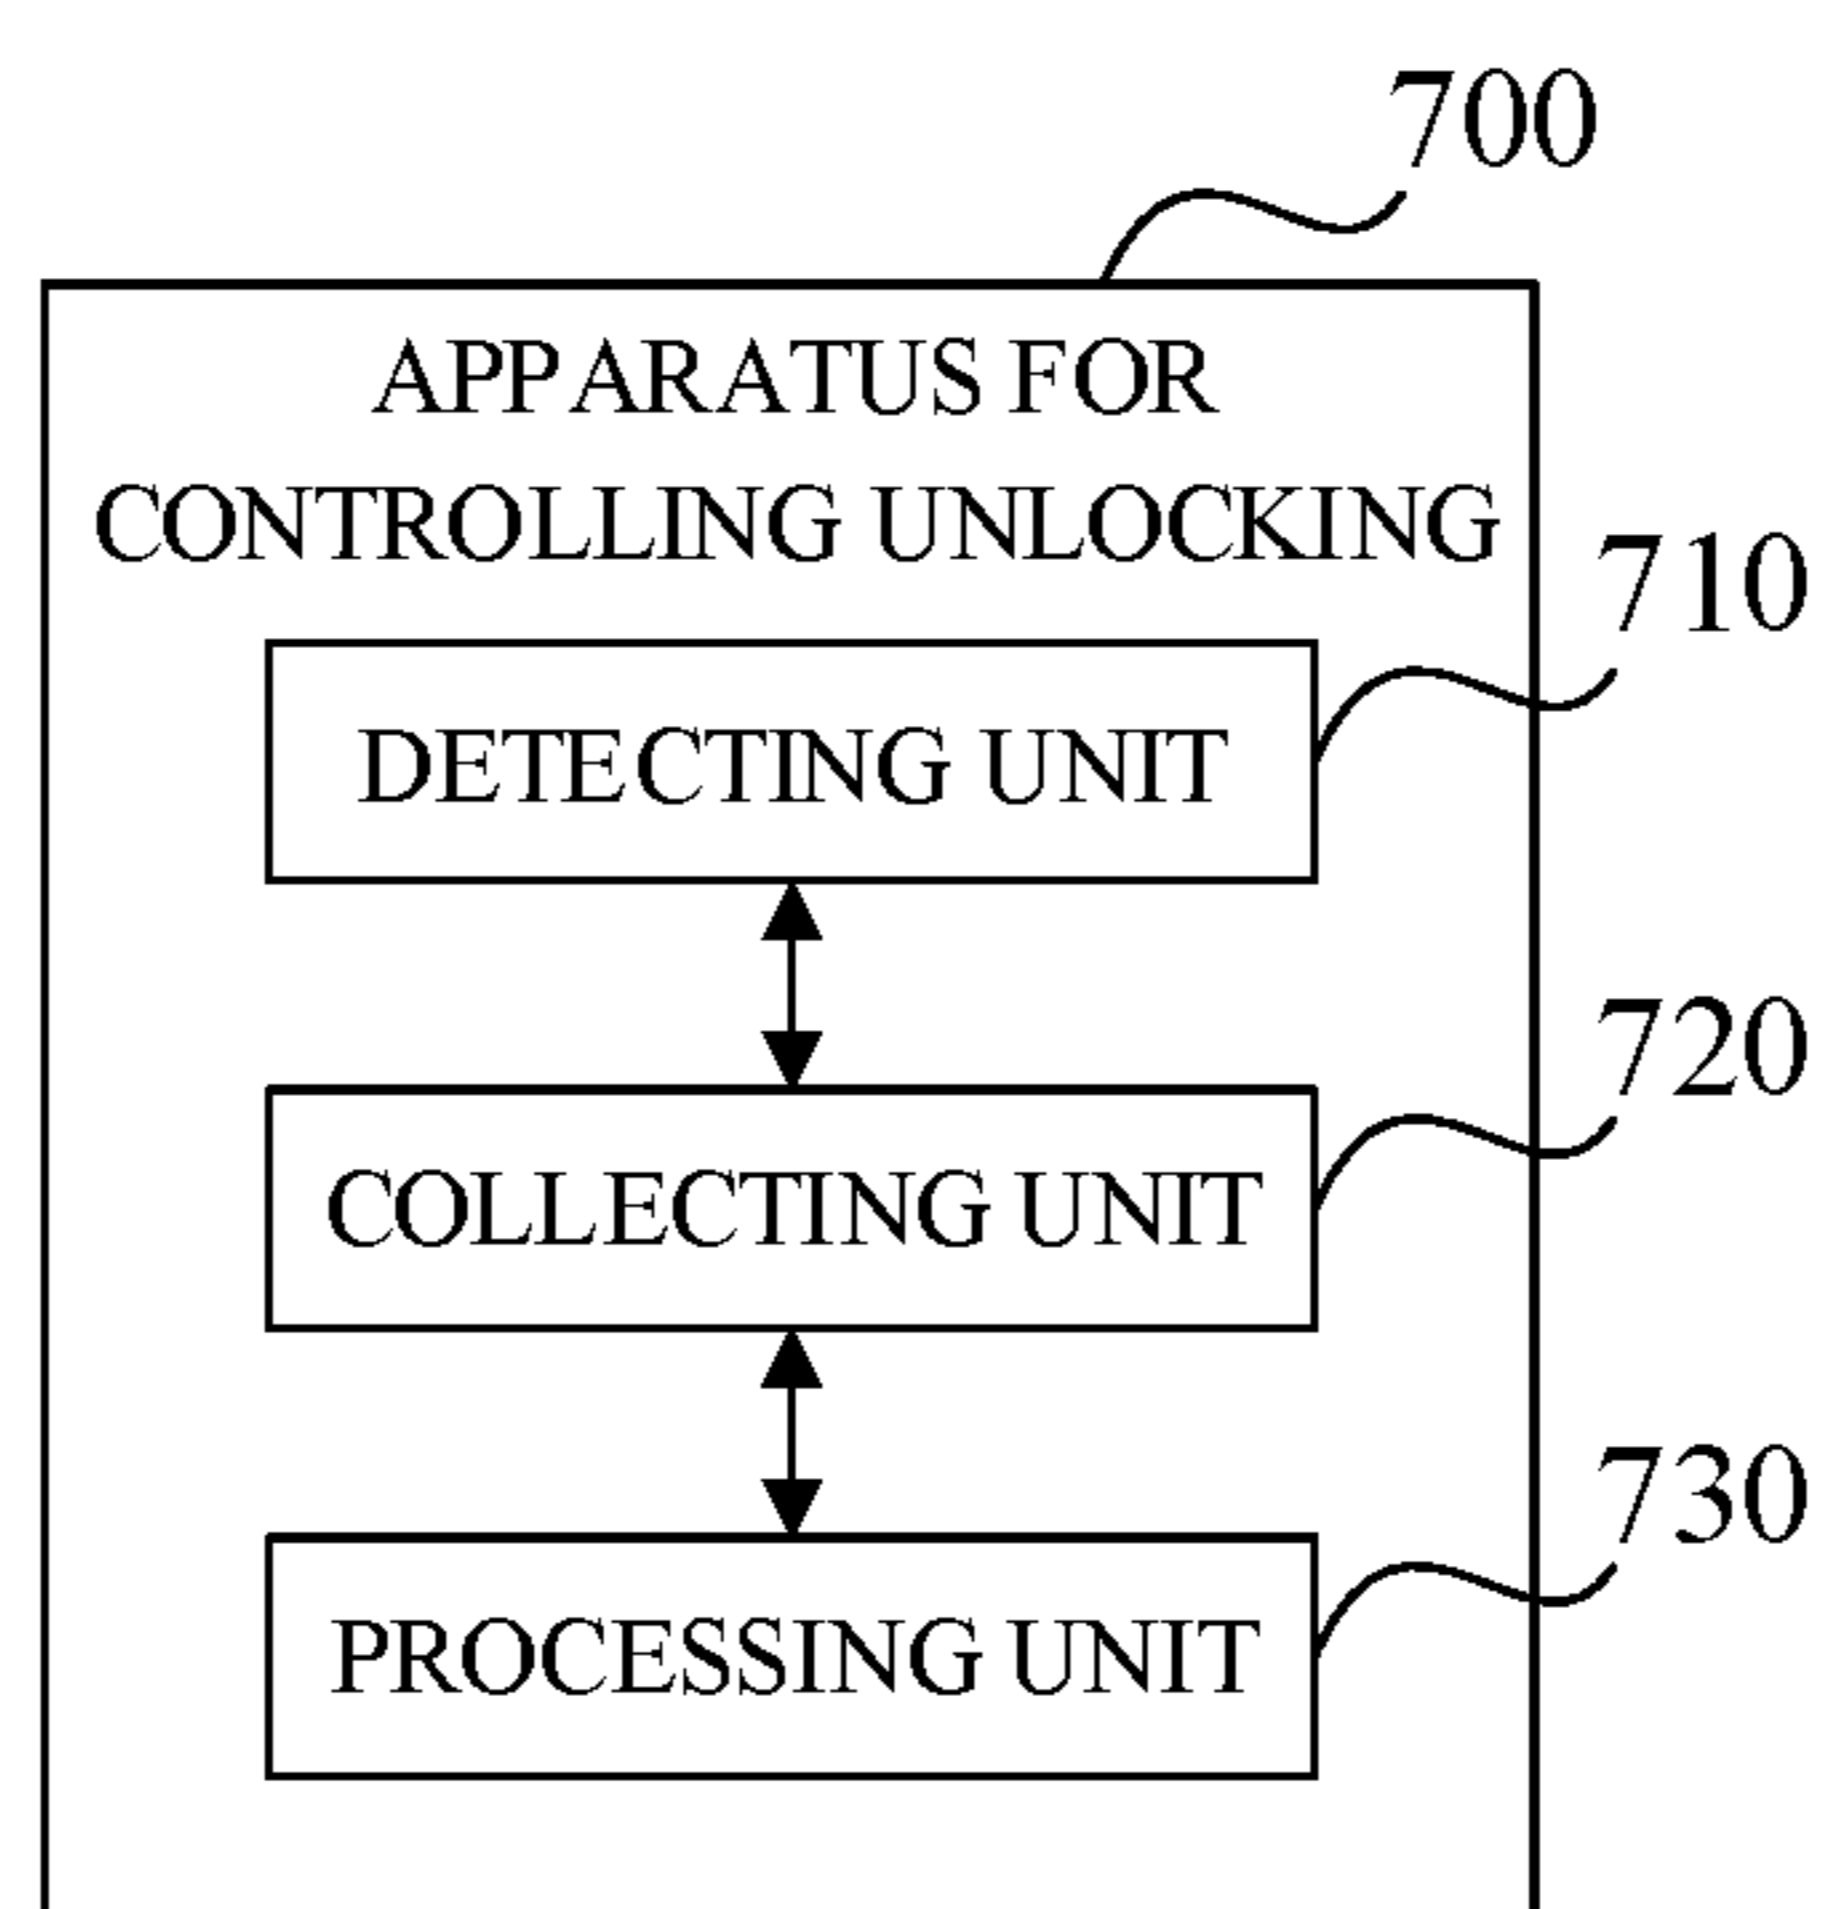 700
APPARATUS FOR
CONTROLLING UNLOCKING
710
DETECTING UNIT
720
COLLECTING UNIT
730
PROCESSING UNIT